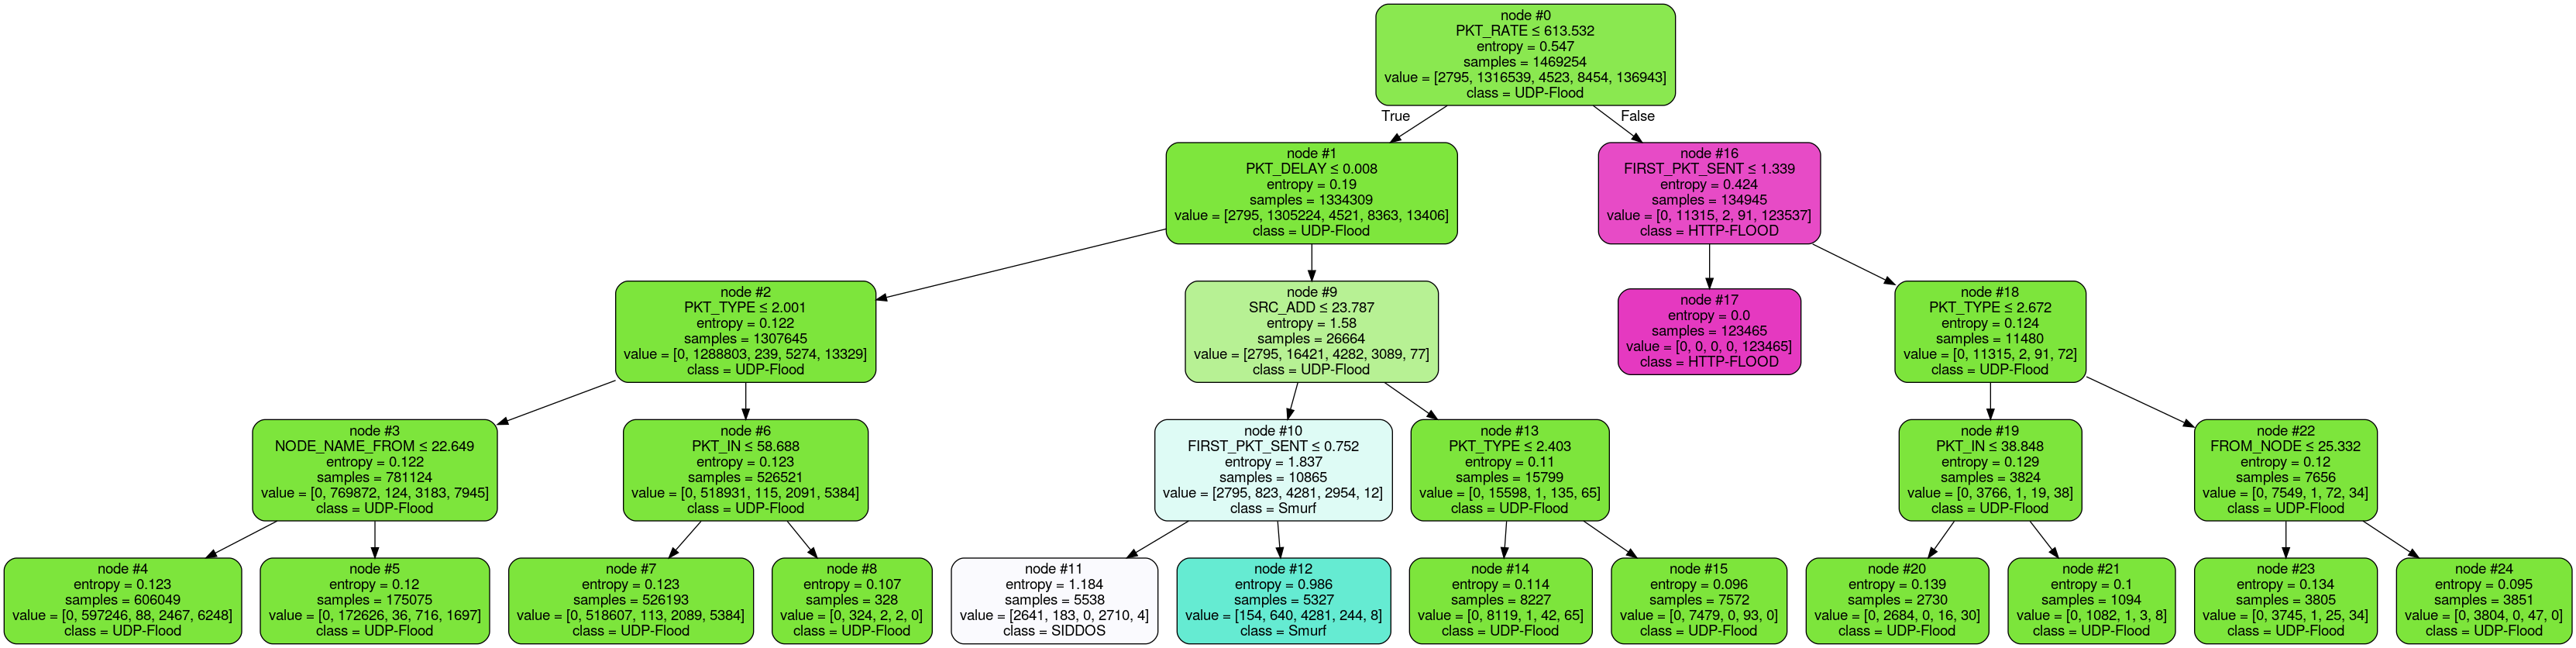 node #0
PKT_RATE ≤ 613.532
entropy = 0.547
samples = 1469254
value = [2795, 1316539, 4523, 8454, 136943]
class = UDP-Flood
True
False
node #1
PKT_DELAY ≤ 0.008
entropy = 0.19
samples = 1334309
value = [2795, 1305224, 4521, 8363, 13406]
class = UDP-Flood
node #16
FIRST_PKT_SENT ≤ 1.339
entropy = 0.424
samples = 134945
value = [0, 11315, 2, 91, 123537]
class = HTTP-FLOOD
node #2
PKT_TYPE ≤ 2.001
entropy = 0.122
samples = 1307645
value = [0, 1288803, 239, 5274, 13329]
class = UDP-Flood
node #9
SRC_ADD ≤ 23.787
entropy = 1.58
samples = 26664
value = [2795, 16421, 4282, 3089, 77]
class = UDP-Flood
node #17
entropy = 0.0
samples = 123465
value = [0, 0, 0, 0, 123465]
class = HTTP-FLOOD
node #18
PKT_TYPE ≤ 2.672
entropy = 0.124
samples = 11480
value = [0, 11315, 2, 91, 72]
class = UDP-Flood
node #3
NODE_NAME_FROM ≤ 22.649
entropy = 0.122
samples = 781124
value = [0, 769872, 124, 3183, 7945]
class = UDP-Flood
node #6
PKT_IN ≤ 58.688
entropy = 0.123
samples = 526521
value = [0, 518931, 115, 2091, 5384]
class = UDP-Flood
node #10
FIRST_PKT_SENT ≤ 0.752
entropy = 1.837
samples = 10865
value = [2795, 823, 4281, 2954, 12]
class = Smurf
node #13
PKT_TYPE ≤ 2.403
entropy = 0.11
samples = 15799
value = [0, 15598, 1, 135, 65]
class = UDP-Flood
node #19
PKT_IN ≤ 38.848
entropy = 0.129
samples = 3824
value = [0, 3766, 1, 19, 38]
class = UDP-Flood
node #22
FROM_NODE ≤ 25.332
entropy = 0.12
samples = 7656
value = [0, 7549, 1, 72, 34]
class = UDP-Flood
node #4
entropy = 0.123
samples = 606049
value = [0, 597246, 88, 2467, 6248]
class = UDP-Flood
node #5
entropy = 0.12
samples = 175075
value = [0, 172626, 36, 716, 1697]
class = UDP-Flood
node #7
entropy = 0.123
samples = 526193
value = [0, 518607, 113, 2089, 5384]
class = UDP-Flood
node #8
entropy = 0.107
samples = 328
value = [0, 324, 2, 2, 0]
class = UDP-Flood
node #11
entropy = 1.184
samples = 5538
value = [2641, 183, 0, 2710, 4]
class = SIDDOS
node #12
entropy = 0.986
samples = 5327
value = [154, 640, 4281, 244, 8]
class = Smurf
node #14
entropy = 0.114
samples = 8227
value = [0, 8119, 1, 42, 65]
class = UDP-Flood
node #15
entropy = 0.096
samples = 7572
value = [0, 7479, 0, 93, 0]
class = UDP-Flood
node #20
entropy = 0.139
samples = 2730
value = [0, 2684, 0, 16, 30]
class = UDP-Flood
node #21
entropy = 0.1
samples = 1094
value = [0, 1082, 1, 3, 8]
class = UDP-Flood
node #23
entropy = 0.134
samples = 3805
value = [0, 3745, 1, 25, 34]
class = UDP-Flood
node #24
entropy = 0.095
samples = 3851
value = [0, 3804, 0, 47, 0]
class = UDP-Flood